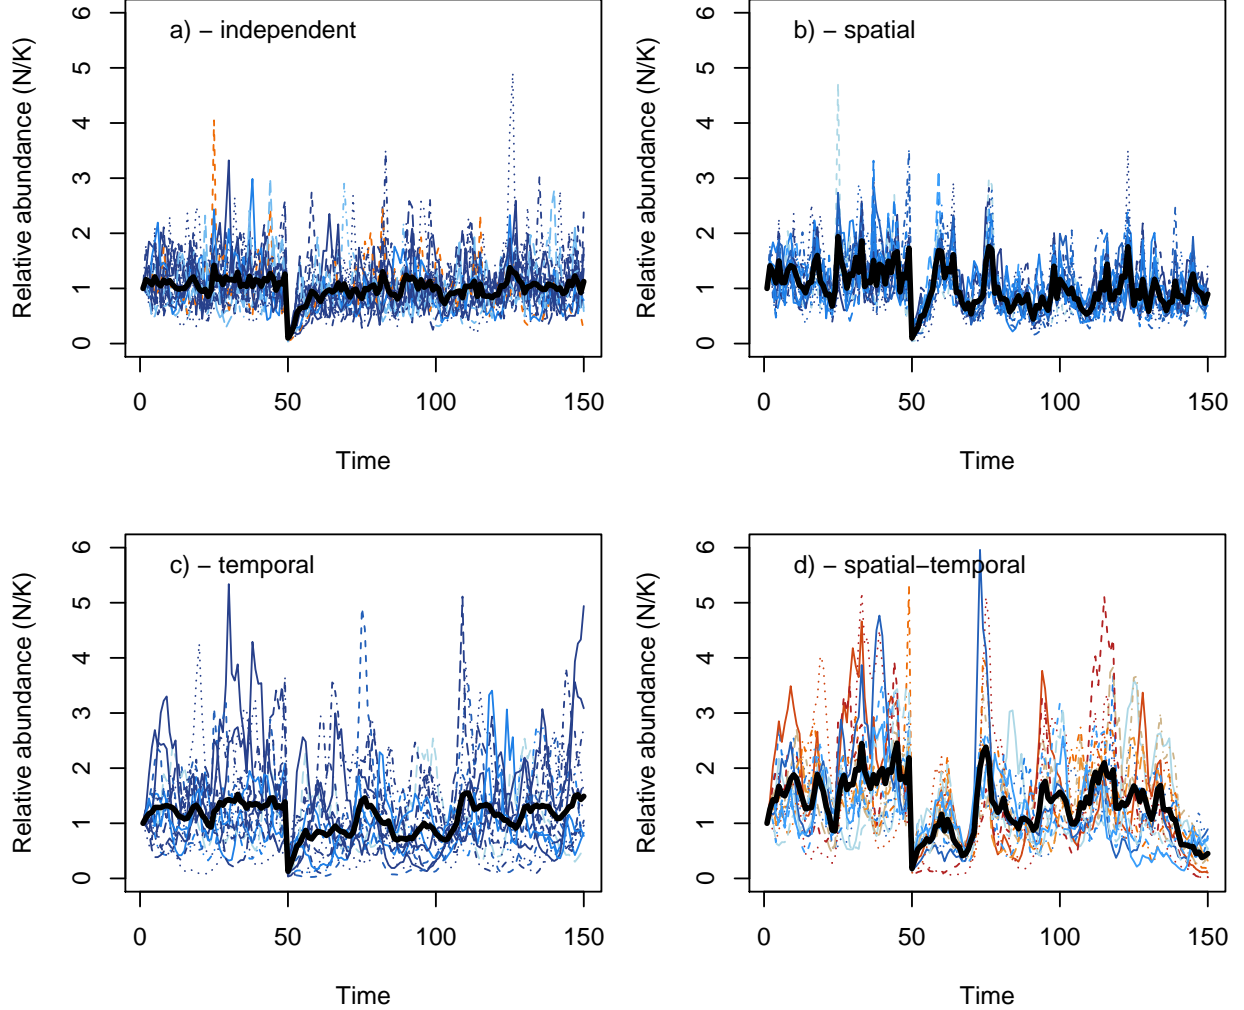 a) − independent
Relative abundance (N/K)
0 1 2 3 4 5 6
0 50 100 150
Time
b) − spatial
Relative abundance (N/K)
0 1 2 3 4 5 6
0 50 100 150
Time
c) − temporal
Relative abundance (N/K)
0 1 2 3 4 5 6
0 50 100 150
Time
d) − spatial−temporal
Relative abundance (N/K)
0 1 2 3 4 5 6
0 50 100 150
Time